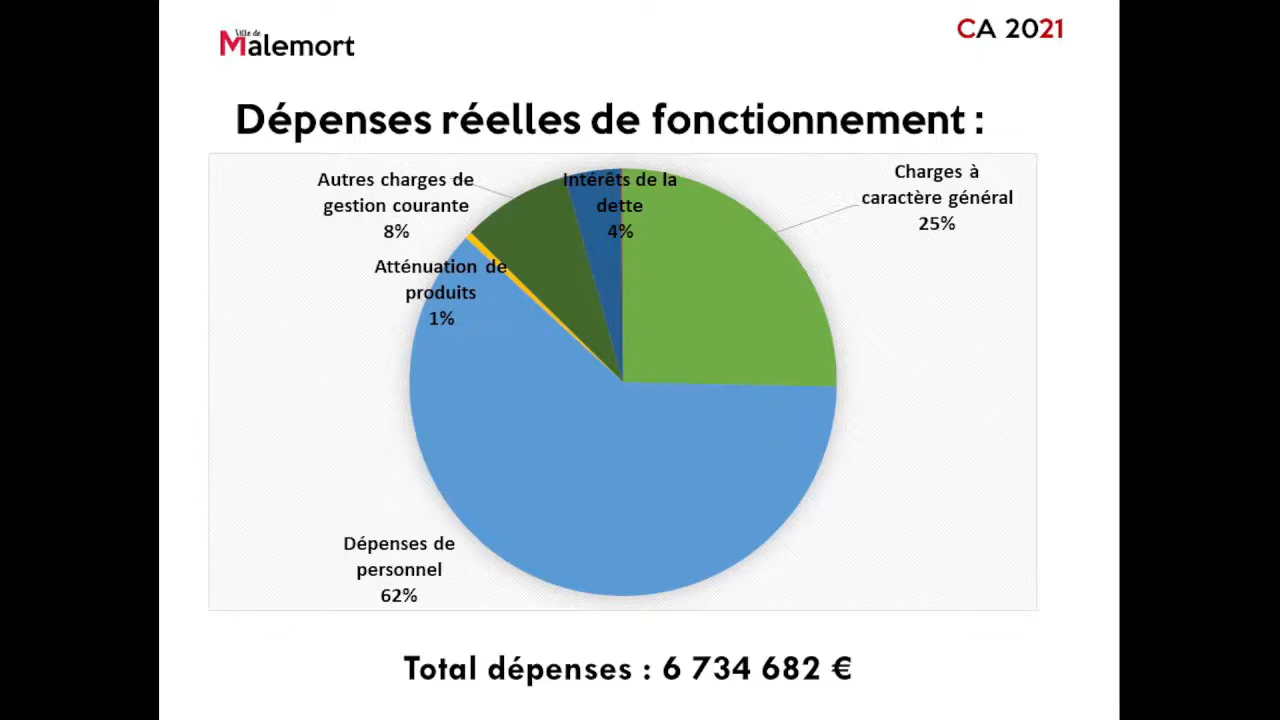 Ville de
Malemort
CA 2021
Dépenses réelles de fonctionnement :
Autres charges de
gestion courante
8%
Intérêts de la
dette
4%
Charges à
caractère général
25%
Atténuation de
produits
1%
Dépenses de
personnel
62%
Total dépenses : 6 734 682 €